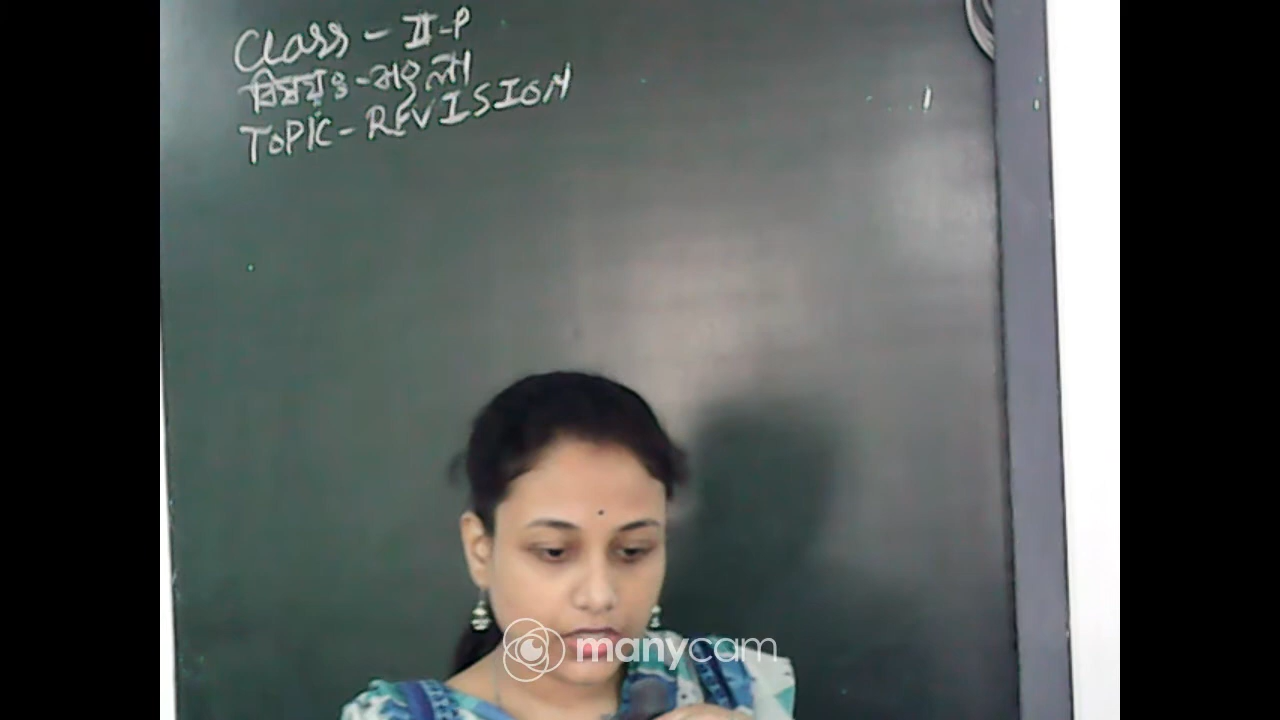 Class - II-P
বিষয়ঃ - বাংলা
TOPIC - REVISION
manycam